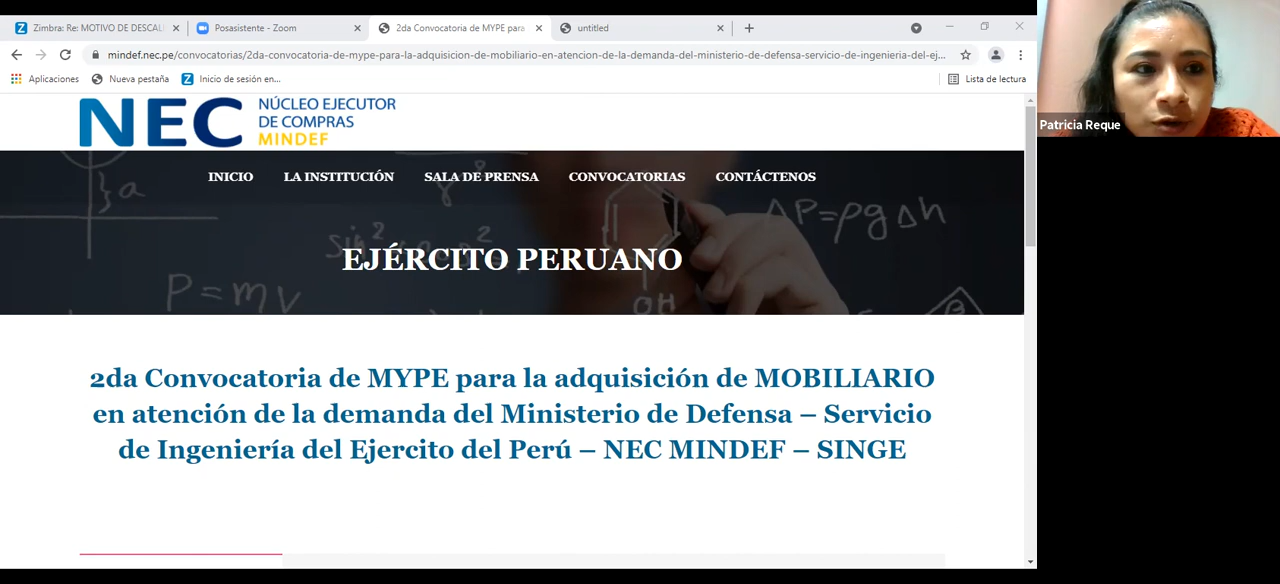 Zimbra: Re: MOTIVO DE DESCAL
Posasistente - Zoom
2da Convocatoria de MYPE para
untitled
mindef.nec.pe/convocatorias/2da-convocatoria-de-mype-para-la-adquisicion-de-mobiliario-en-atencion-de-la-demanda-del-ministerio-de-defensa-servicio-de-ingenieria-del-ej...
Aplicaciones
Nueva pestaña
Inicio de sesión en...
Lista de lectura
Patricia Reque
NEC NÚCLEO EJECUTOR
DE COMPRAS
MINDEF
INICIO LA INSTITUCIÓN SALA DE PRENSA CONVOCATORIAS CONTÁCTENOS
a
ΔP=ρgΔh
P=mv
OH
EJÉRCITO PERUANO
2da Convocatoria de MYPE para la adquisición de MOBILIARIO
en atención de la demanda del Ministerio de Defensa – Servicio
de Ingeniería del Ejercito del Perú – NEC MINDEF – SINGE